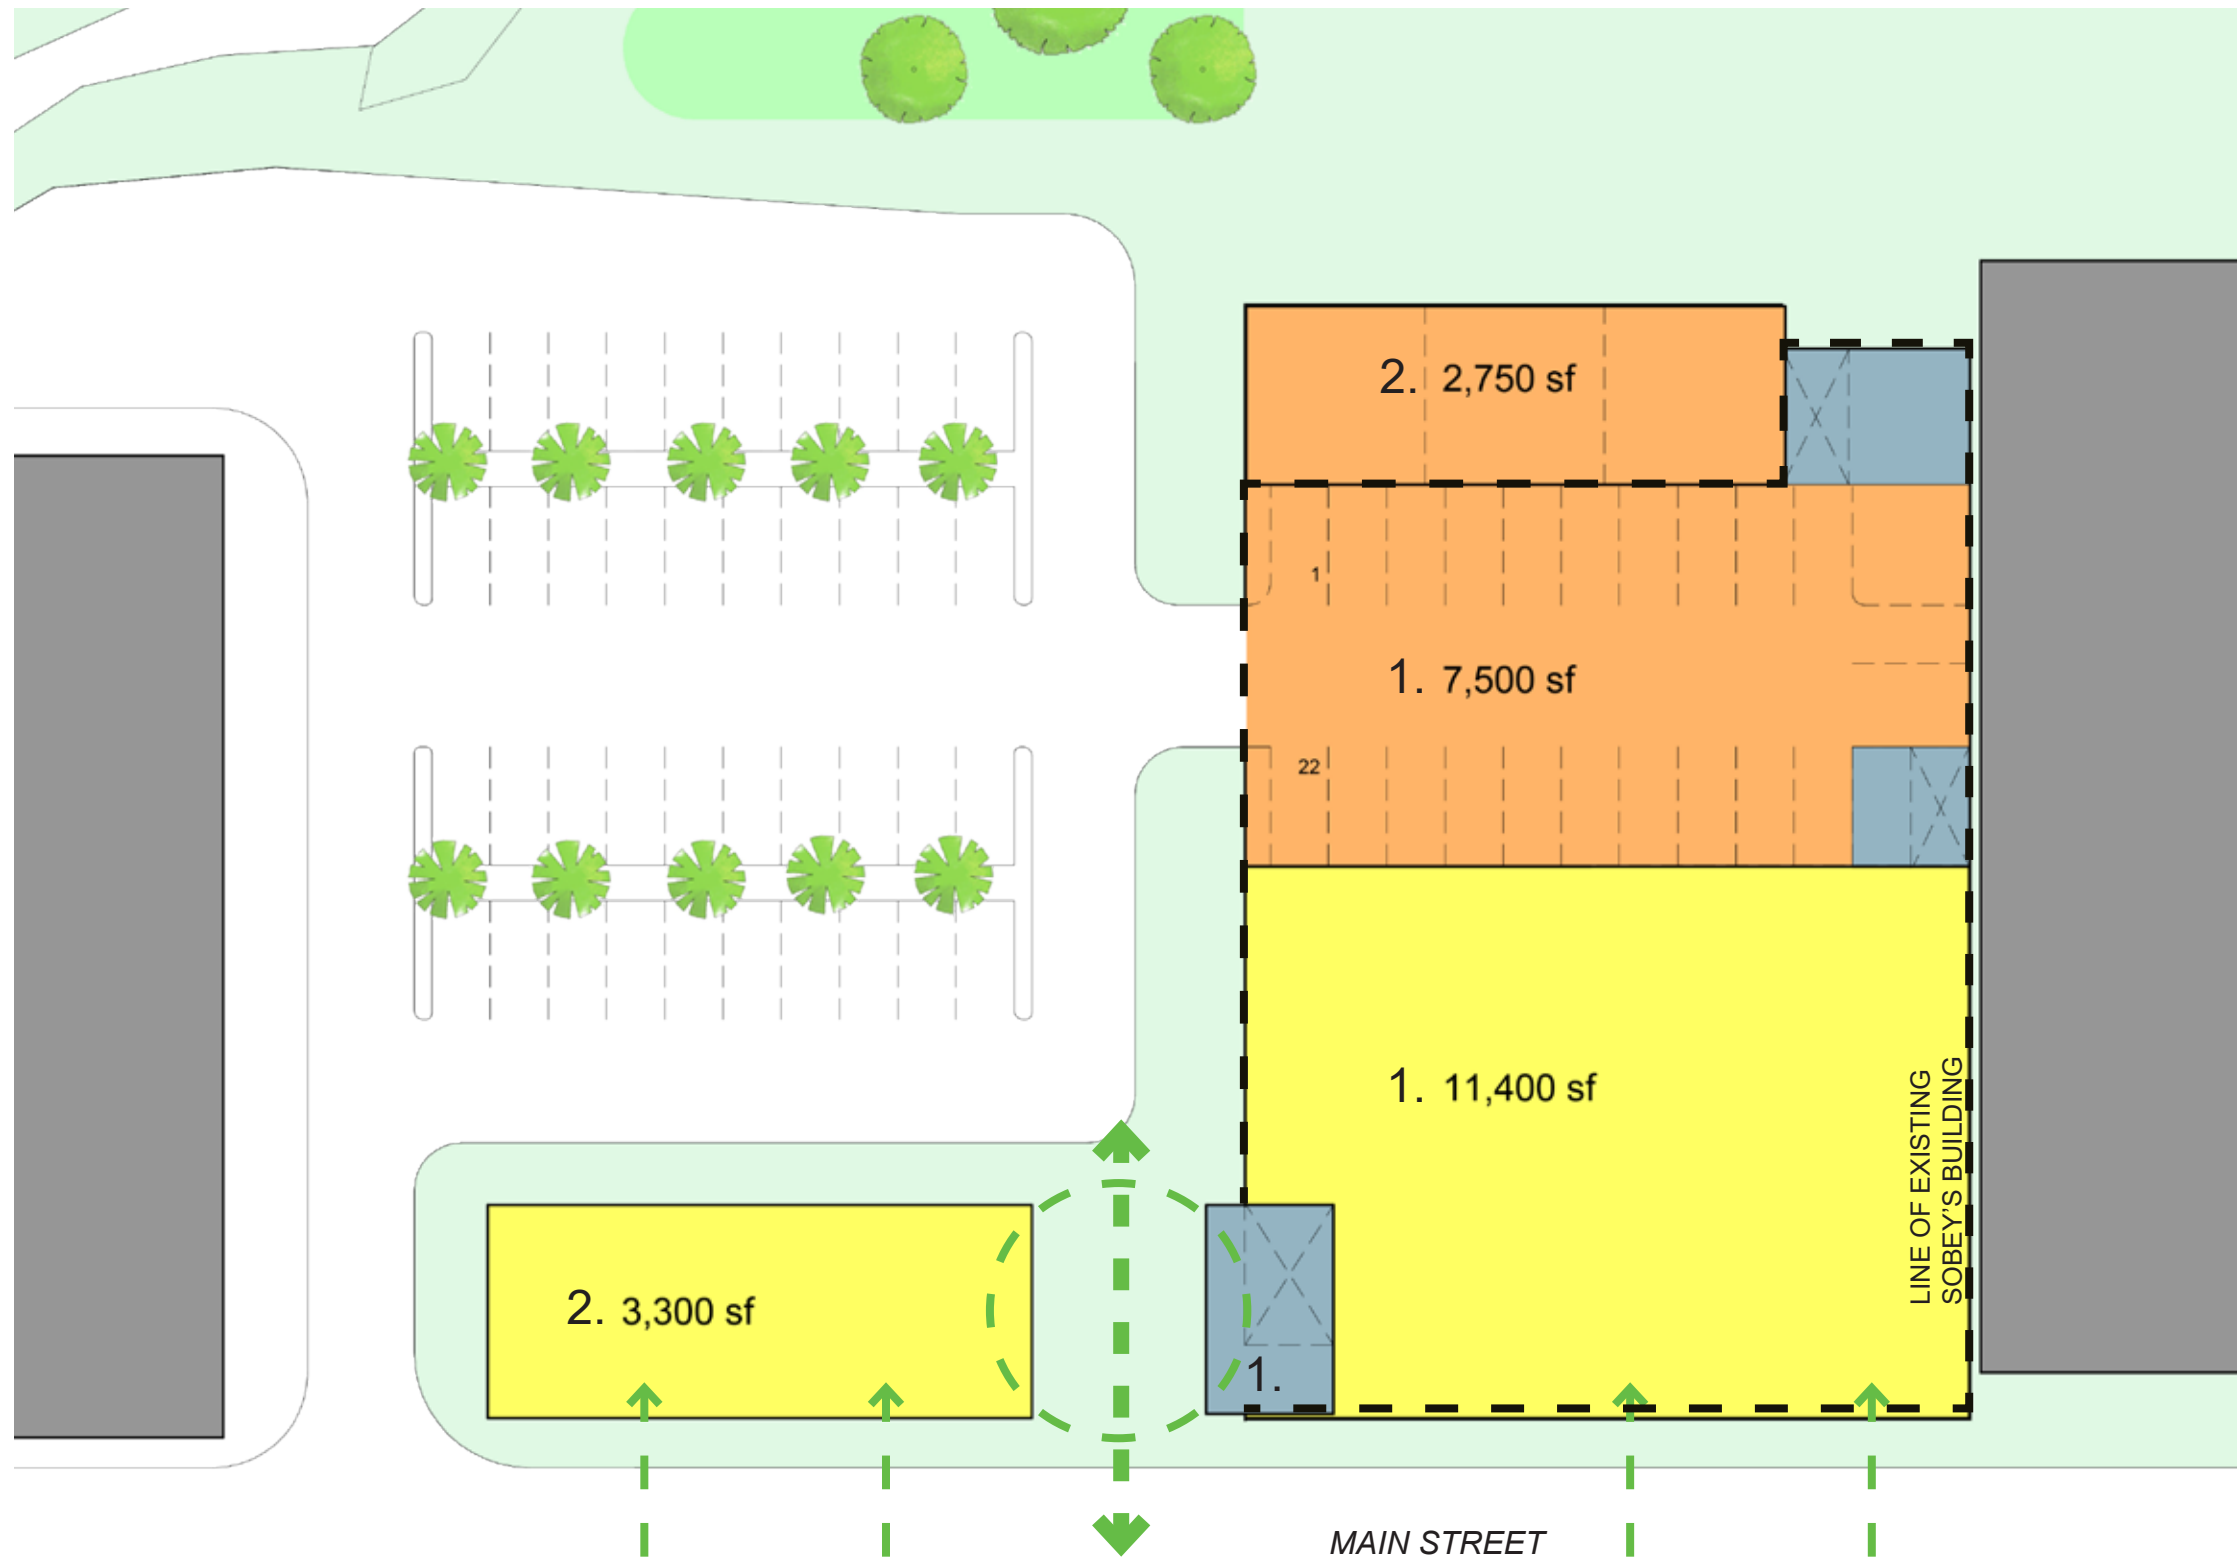 2. 2,750 sf
1
1. 7,500 sf
22
1. 11,400 sf
LINE OF EXISTING
SOBEY'S BUILDING
2. 3,300 sf
1.
MAIN STREET